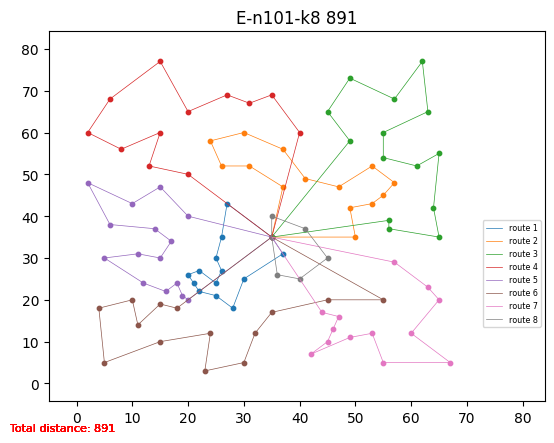 E-n101-k8 891
80
70
60
50
40
30
20
10
0
0 10 20 30 40 50 60 70 80
route 1
route 2
route 3
route 4
route 5
route 6
route 7
route 8
Total distance: 891